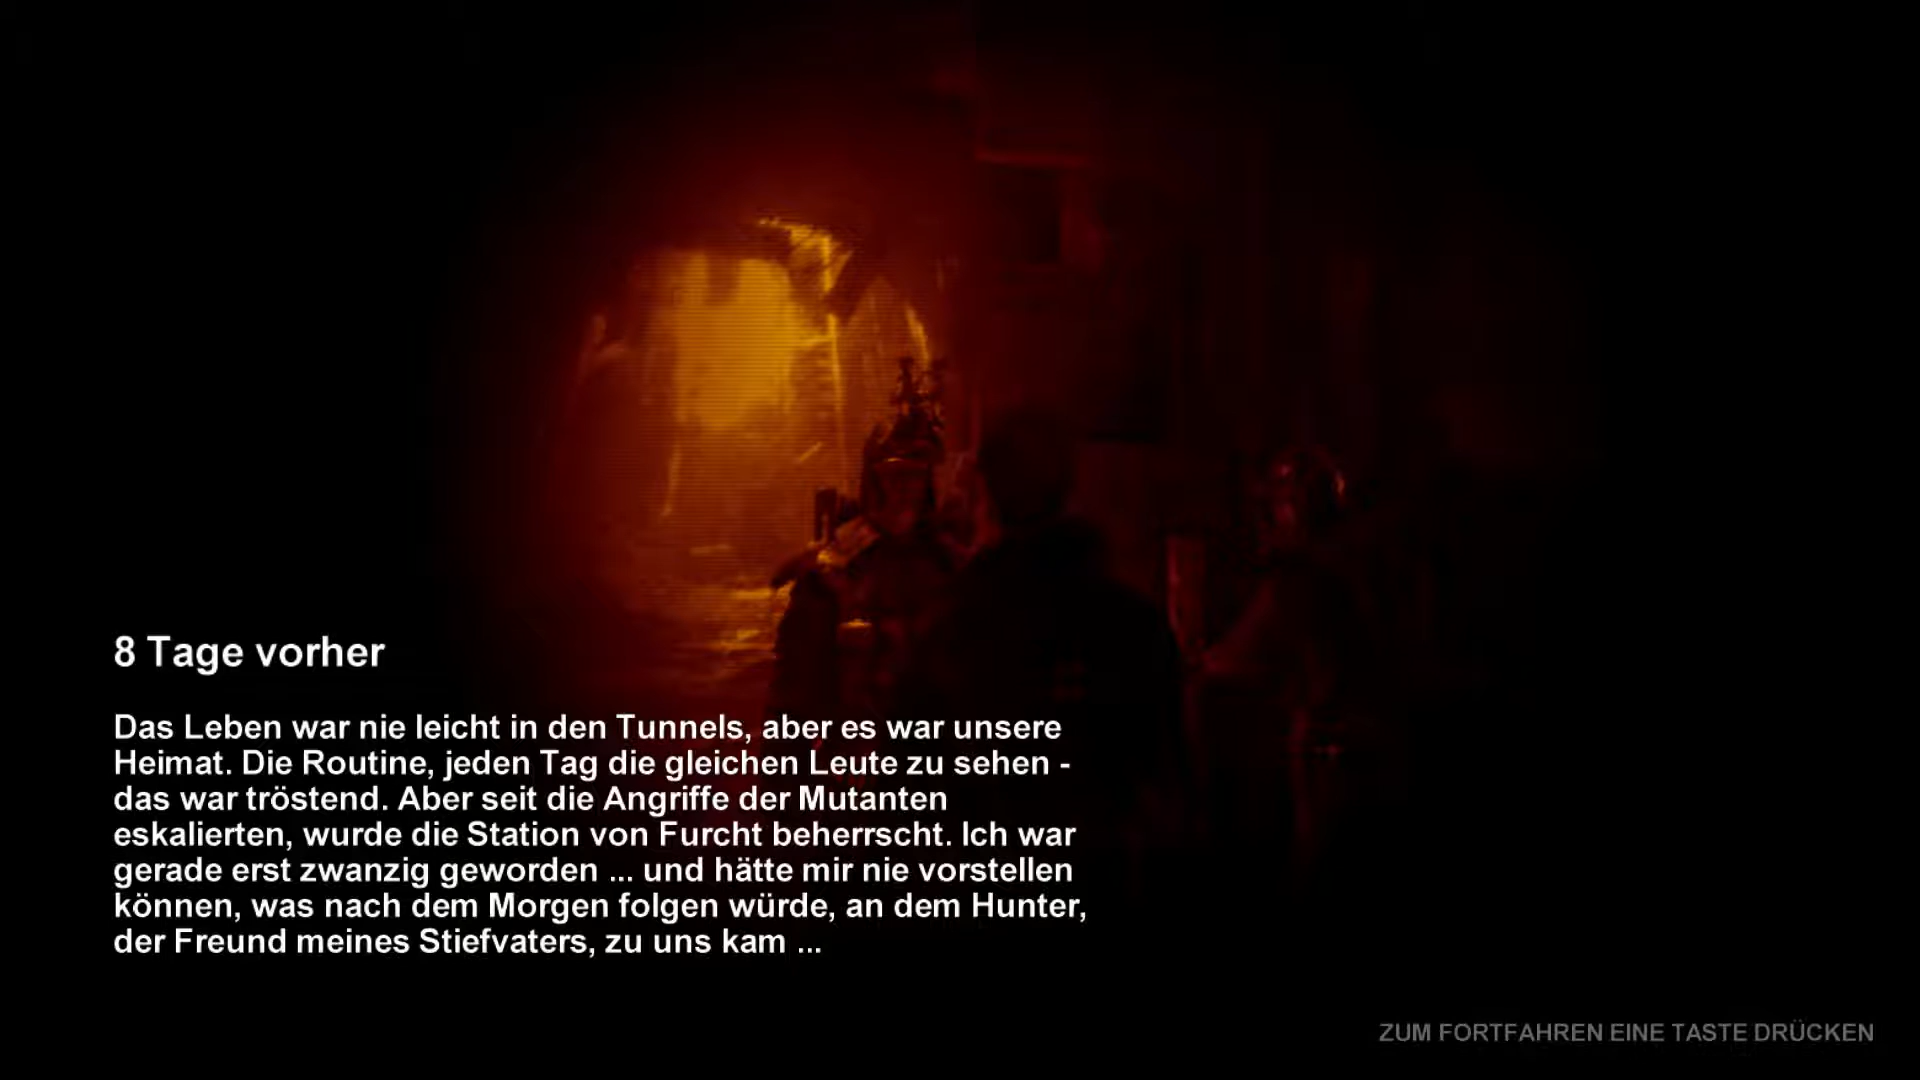 8 Tage vorher
Das Leben war nie leicht in den Tunnels, aber es war unsere
Heimat. Die Routine, jeden Tag die gleichen Leute zu sehen -
das war tröstend. Aber seit die Angriffe der Mutanten
eskalierten, wurde die Station von Furcht beherrscht. Ich war
gerade erst zwanzig geworden ... und hätte mir nie vorstellen
können, was nach dem Morgen folgen würde, an dem Hunter,
der Freund meines Stiefvaters, zu uns kam ...
ZUM FORTFAHREN EINE TASTE DRÜCKEN